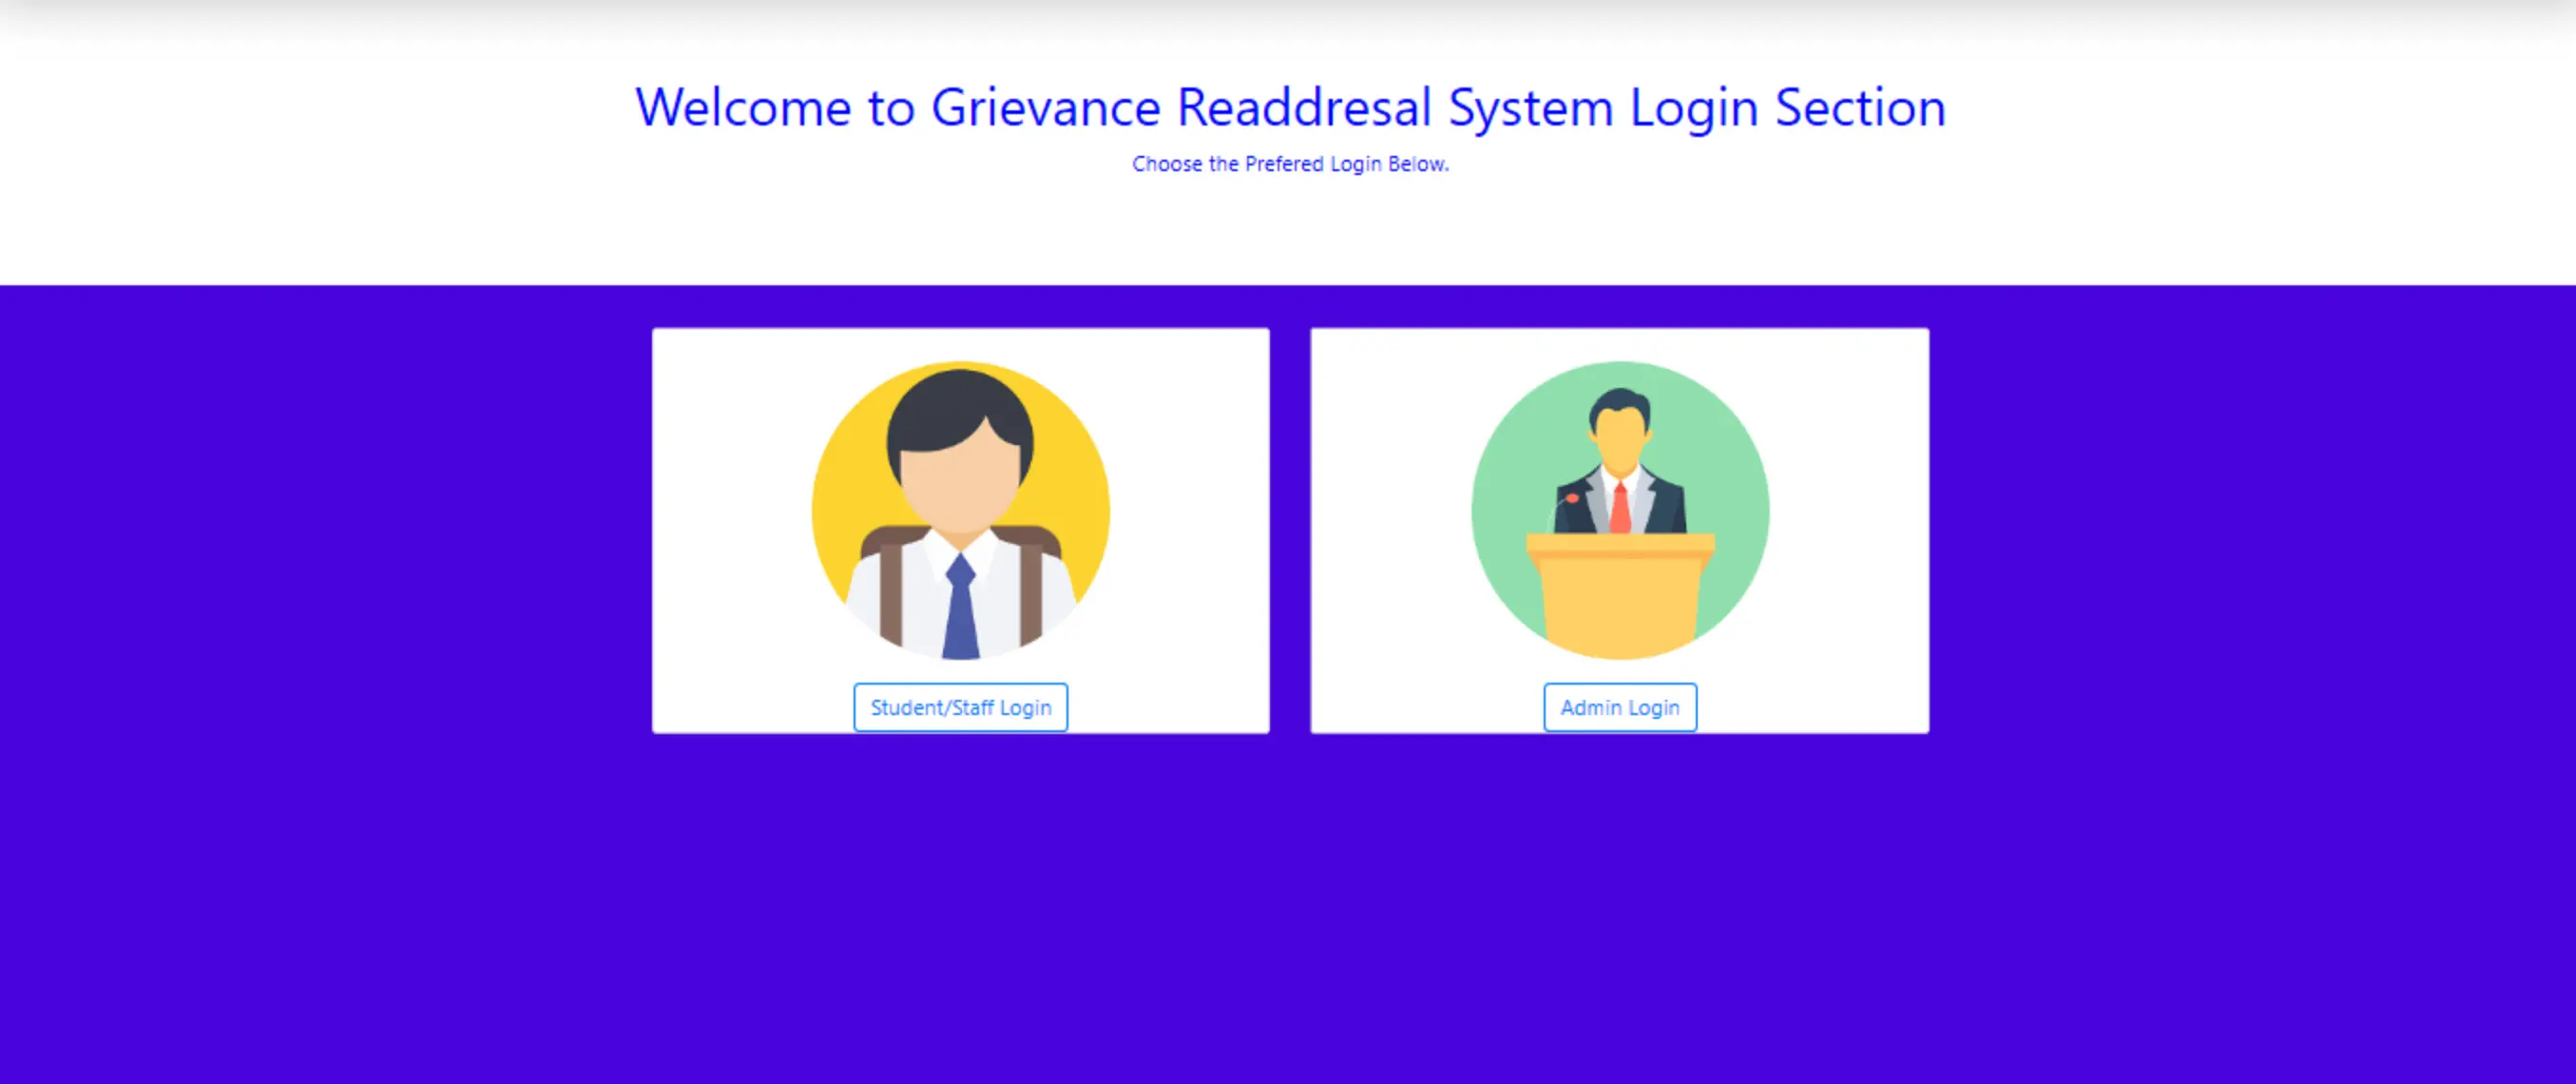 Welcome to Grievance Readdresal System Login Section
Choose the Prefered Login Below.
Student/Staff Login
Admin Login